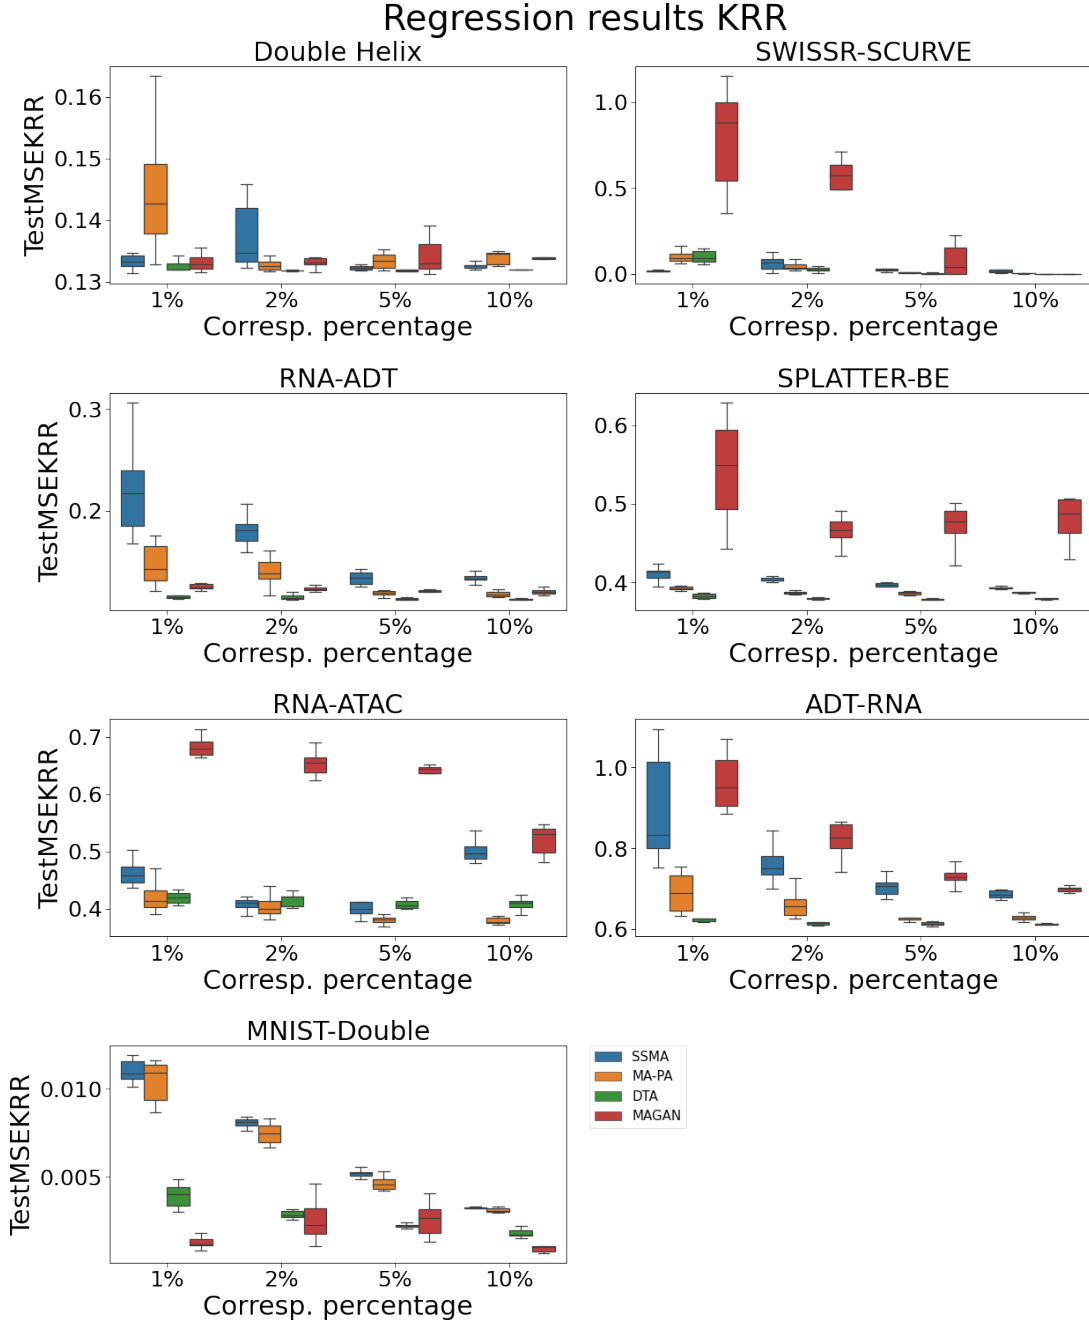 Regression results KRR
Double Helix
TestMSEKRR
0.16
0.15
0.14
0.13
1% 2% 5% 10%
Corresp. percentage
SWISSR-SCURVE
1.0
0.5
0.0
1% 2% 5% 10%
Corresp. percentage
RNA-ADT
TestMSEKRR
0.3
0.2
1% 2% 5% 10%
Corresp. percentage
SPLATTER-BE
0.6
0.5
0.4
1% 2% 5% 10%
Corresp. percentage
RNA-ATAC
TestMSEKRR
0.7
0.6
0.5
0.4
1% 2% 5% 10%
Corresp. percentage
ADT-RNA
1.0
0.8
0.6
1% 2% 5% 10%
Corresp. percentage
MNIST-Double
TestMSEKRR
0.010
0.005
1% 2% 5% 10%
Corresp. percentage
SSMA
MA-PA
DTA
MAGAN